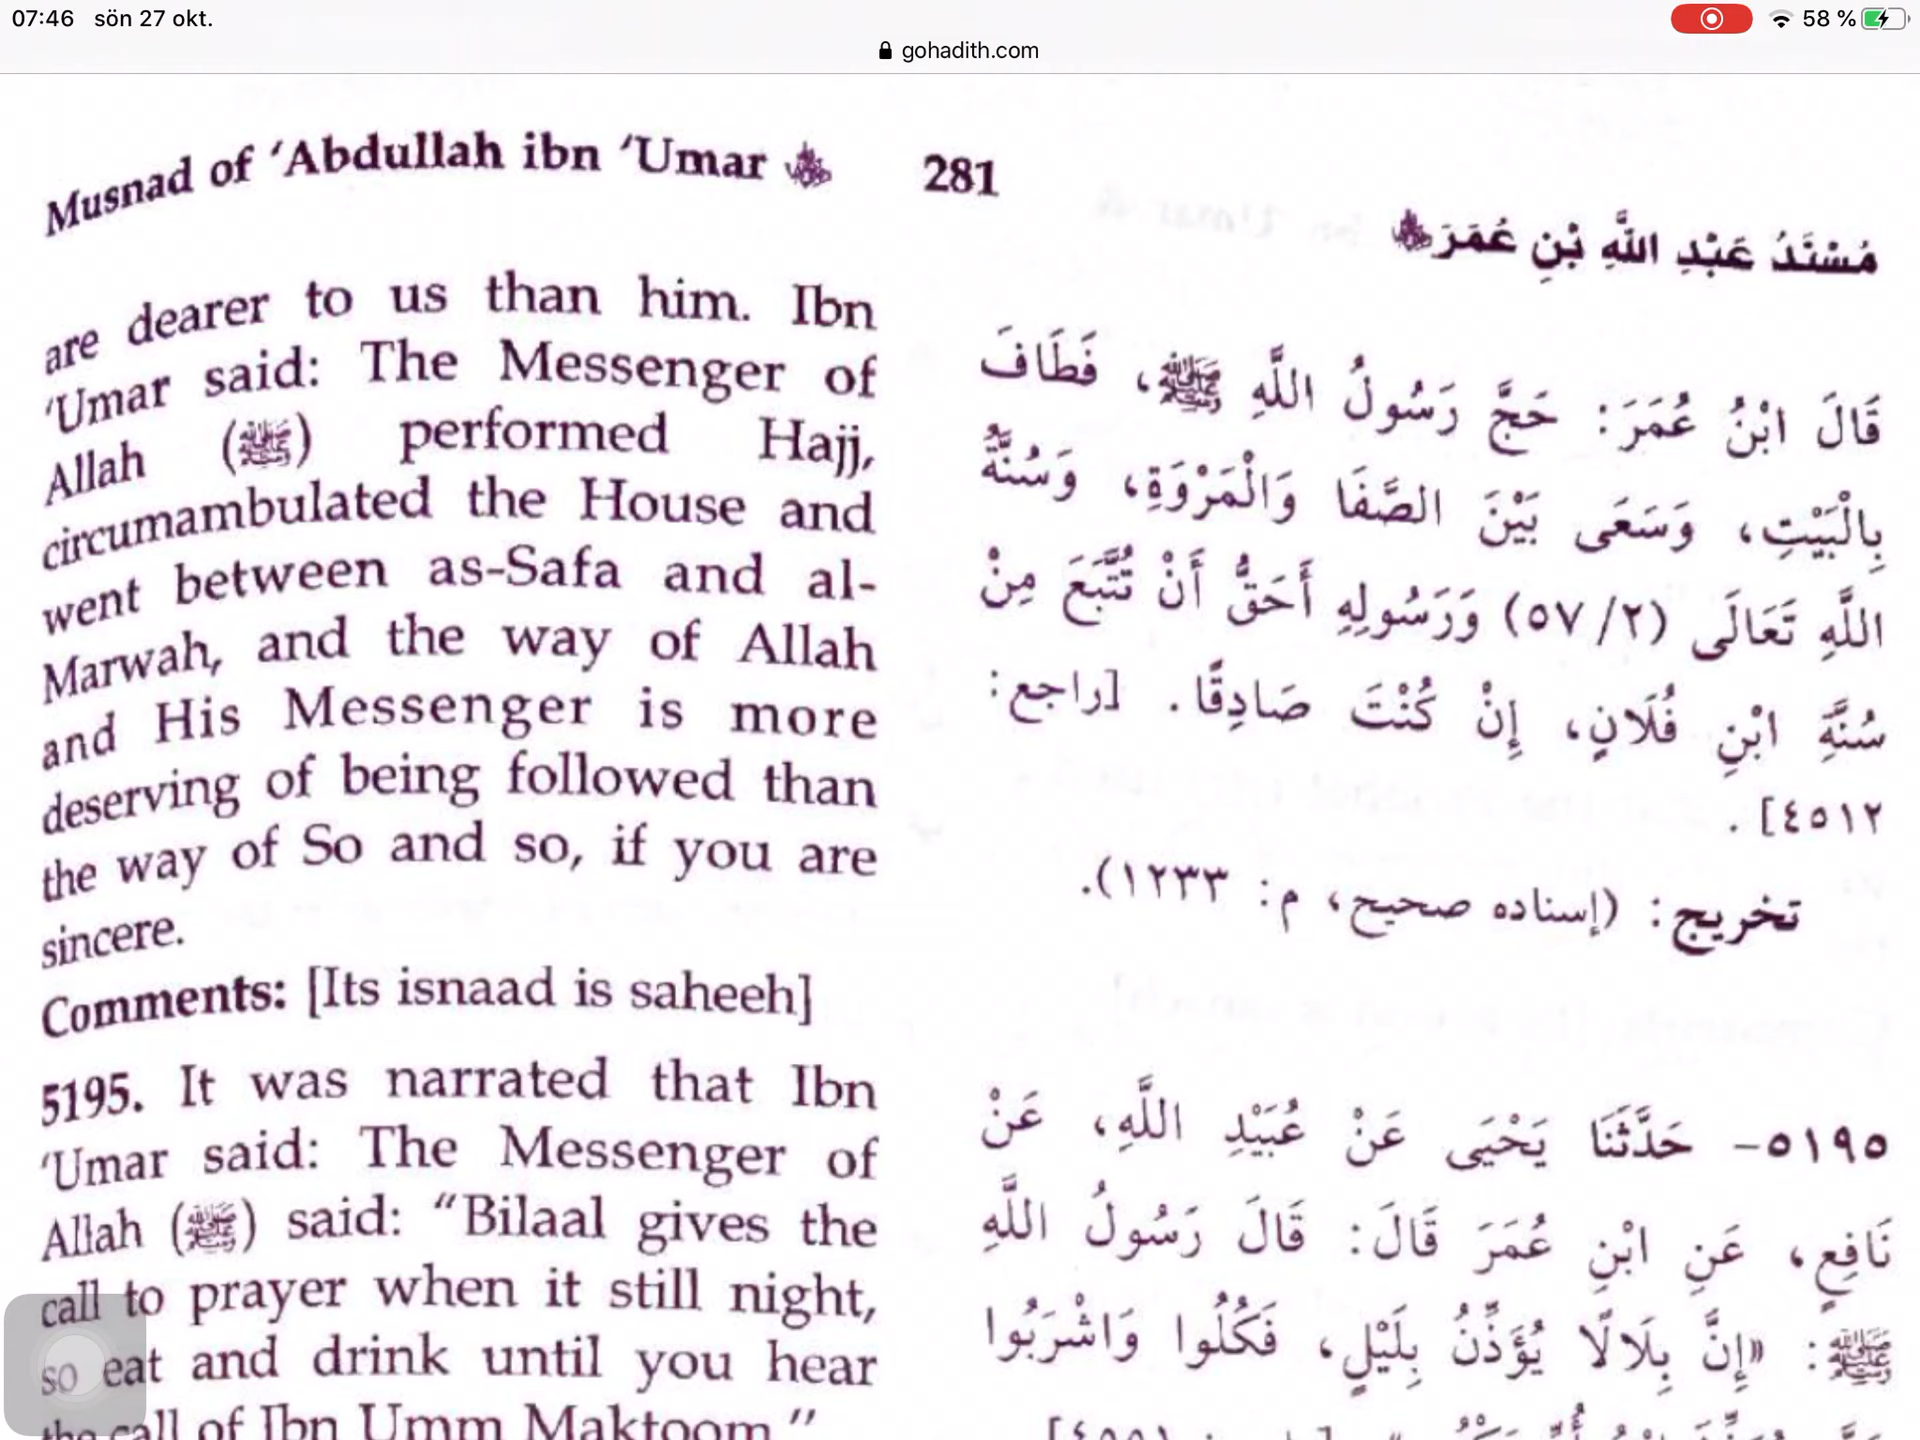 07:46 sön 27 okt.
58 %
gohadith.com
Musnad of ‘Abdullah ibn ‘Umar
281
مُسْنَدُ عَبْدِ اللَّهِ بْنِ عُمَرَ
are dearer to us than him. Ibn
‘Umar said: The Messenger of
Allah (ﷺ) performed Hajj,
circumambulated the House and
went between as-Safa and al-
Marwah, and the way of Allah
and His Messenger is more
deserving of being followed than
the way of So and so, if you are
sincere.
Comments: [Its isnaad is saheeh]
5195. It was narrated that Ibn
‘Umar said: The Messenger of
Allah (ﷺ) said: “Bilaal gives the
call to prayer when it still night,
so eat and drink until you hear
the call of Ibn Umm Maktoom.”
قَالَ ابْنُ عُمَرَ: حَجَّ رَسُولُ اللَّهِ ﷺ، فَطَافَ
بِالْبَيْتِ، وَسَعَى بَيْنَ الصَّفَا وَالْمَرْوَةِ، وَسُنَّةُ
اللَّهِ تَعَالَى (٢/ ٥٧) وَرَسُولِهِ أَحَقُّ أَنْ تُتَّبَعَ مِنْ
سُنَّةِ ابْنِ فُلَانٍ، إِنْ كُنْتَ صَادِقًا. [راجع:
٤٥١٢].
تخريج: (إسناده صحيح، م: ١٢٣٣).
٥١٩٥- حَدَّثَنَا يَحْيَى عَنْ عُبَيْدِ اللَّهِ، عَنْ
نَافِعٍ، عَنِ ابْنِ عُمَرَ قَالَ: قَالَ رَسُولُ اللَّهِ
ﷺ: «إِنَّ بِلَالًا يُؤَذِّنُ بِلَيْلٍ، فَكُلُوا وَاشْرَبُوا